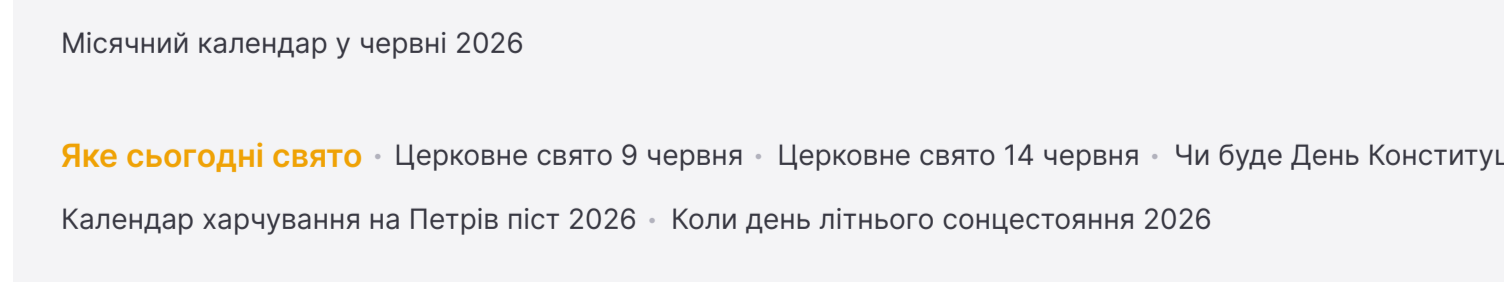 Місячний календар у червні 2026
Яке сьогодні свято • Церковне свято 9 червня • Церковне свято 14 червня • Чи буде День
Календар харчування на Петрів піст 2026 • Коли день літнього сонцестояння 2026